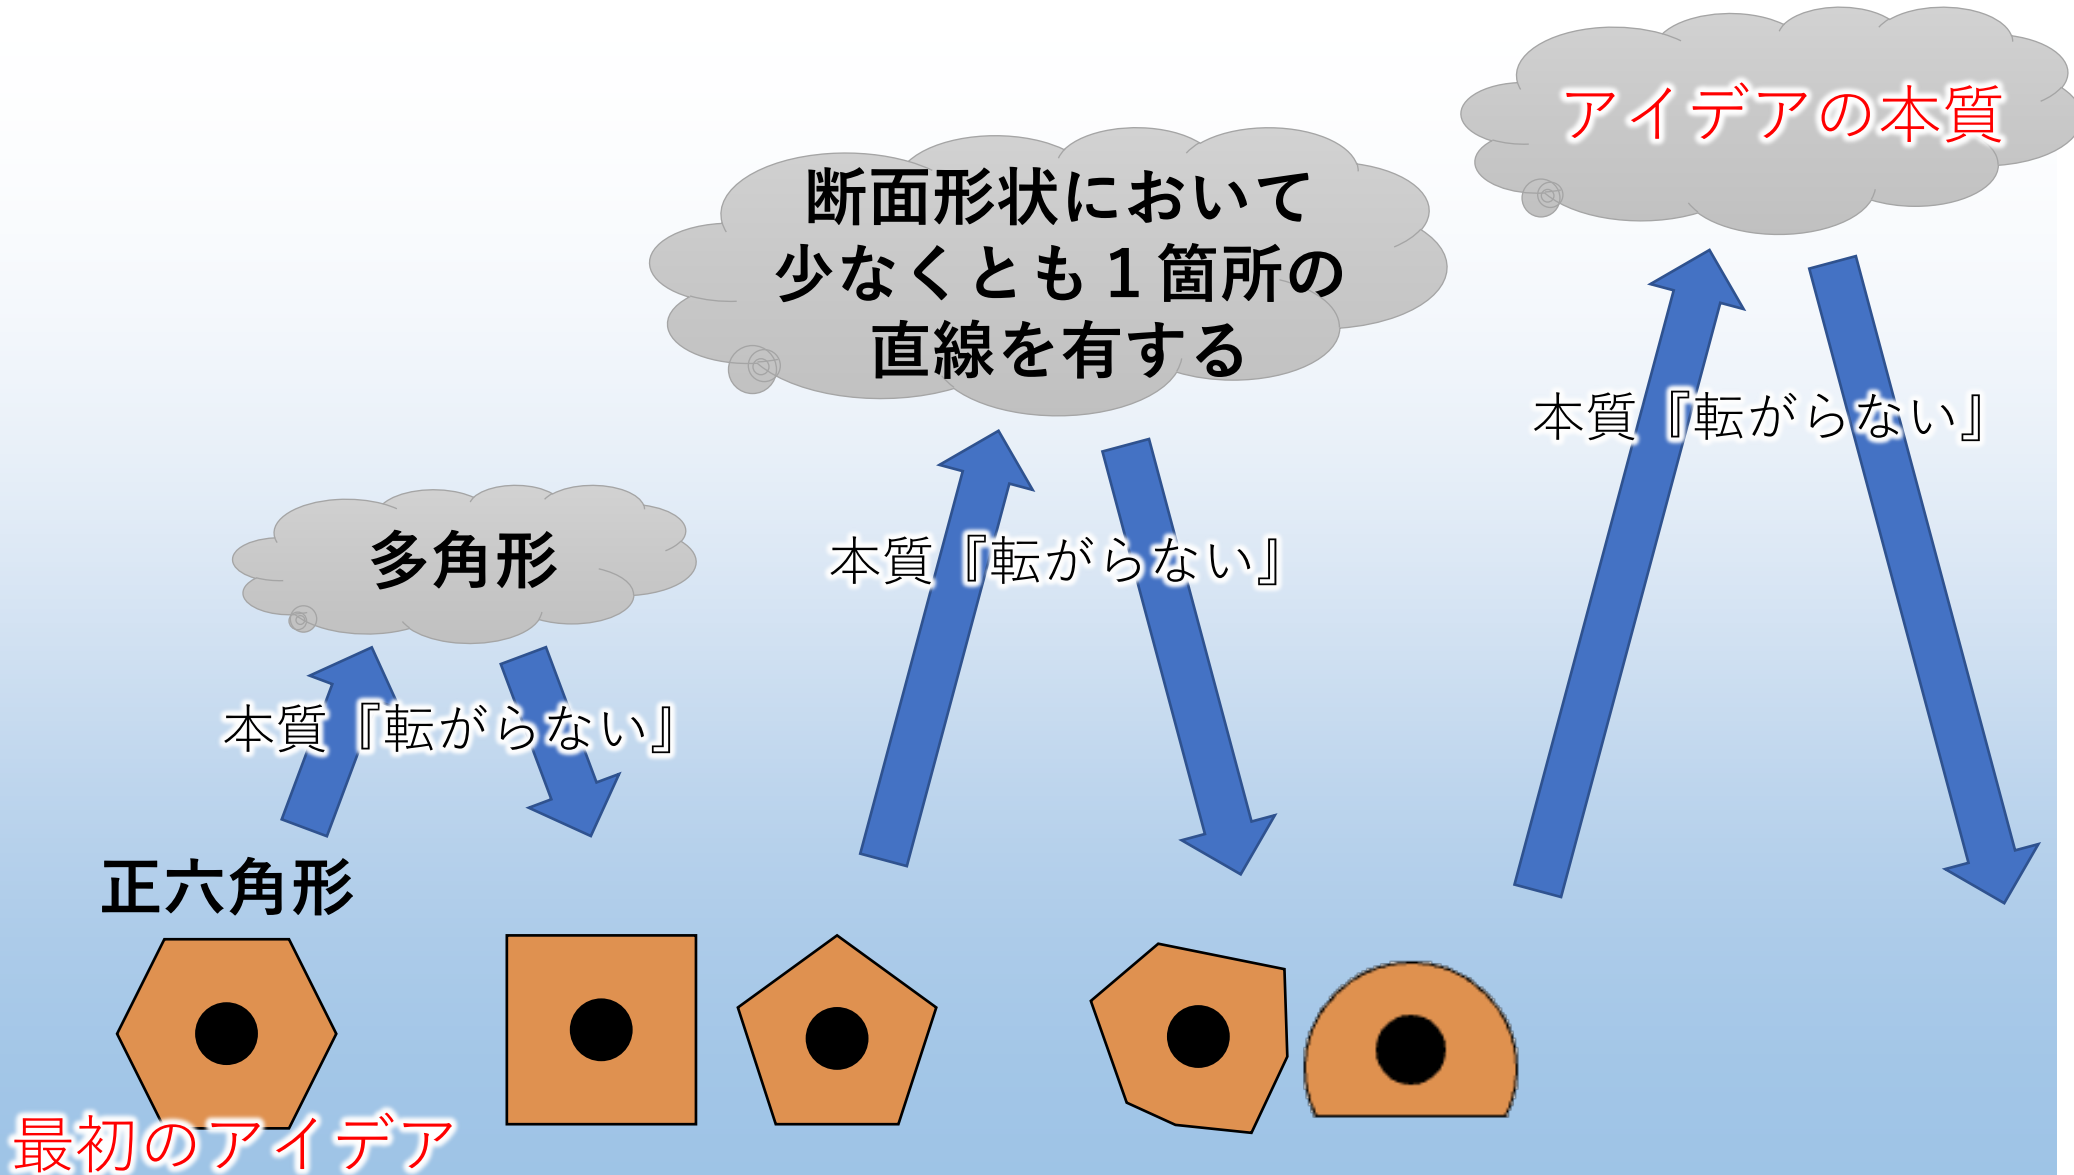 アイデアの本質
断面形状において
少なくとも１箇所の
直線を有する
本質『転がらない』
多角形
本質『転がらない』
本質『転がらない』
正六角形
最初のアイデア